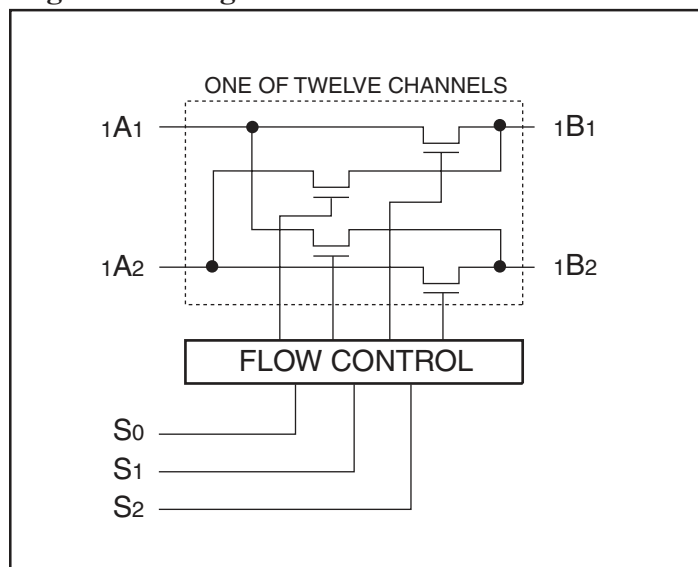 ONE OF TWELVE CHANNELS
1A1
1B1
1A2
1B2
FLOW CONTROL
S0
S1
S2